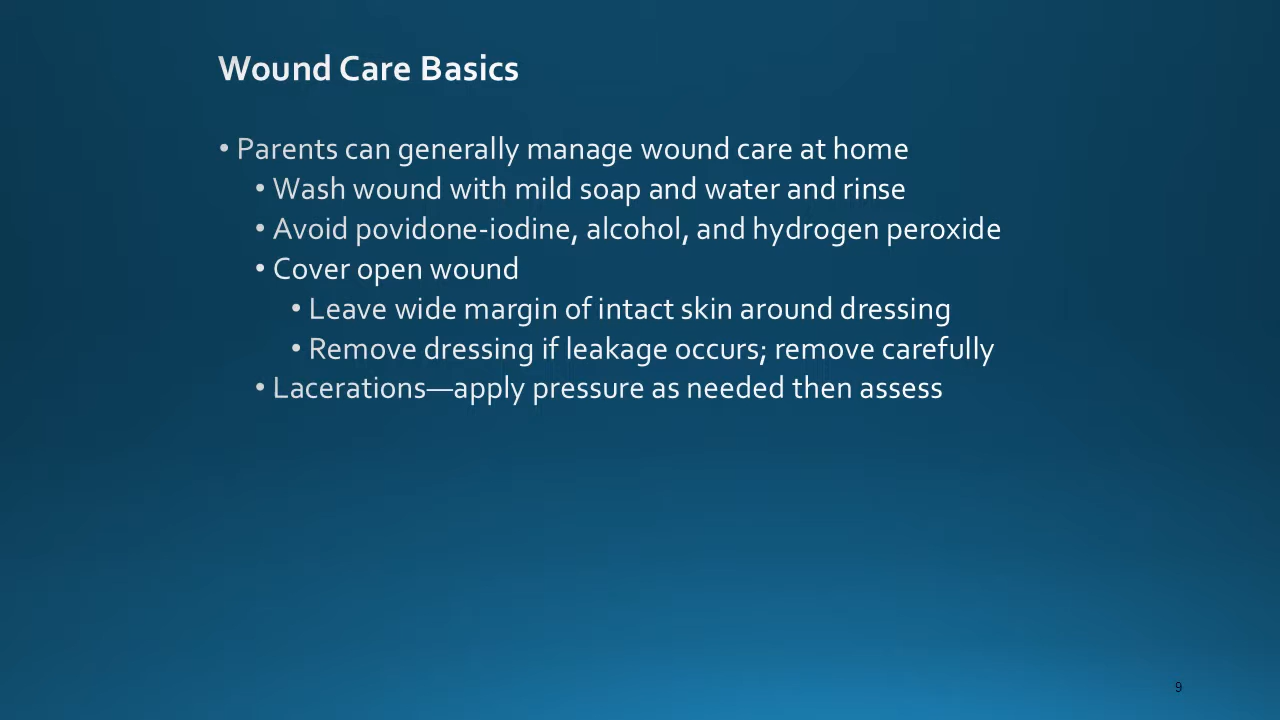 Wound Care Basics
• Parents can generally manage wound care at home
• Wash wound with mild soap and water and rinse
• Avoid povidone-iodine, alcohol, and hydrogen peroxide
• Cover open wound
• Leave wide margin of intact skin around dressing
• Remove dressing if leakage occurs; remove carefully
• Lacerations—apply pressure as needed then assess
9